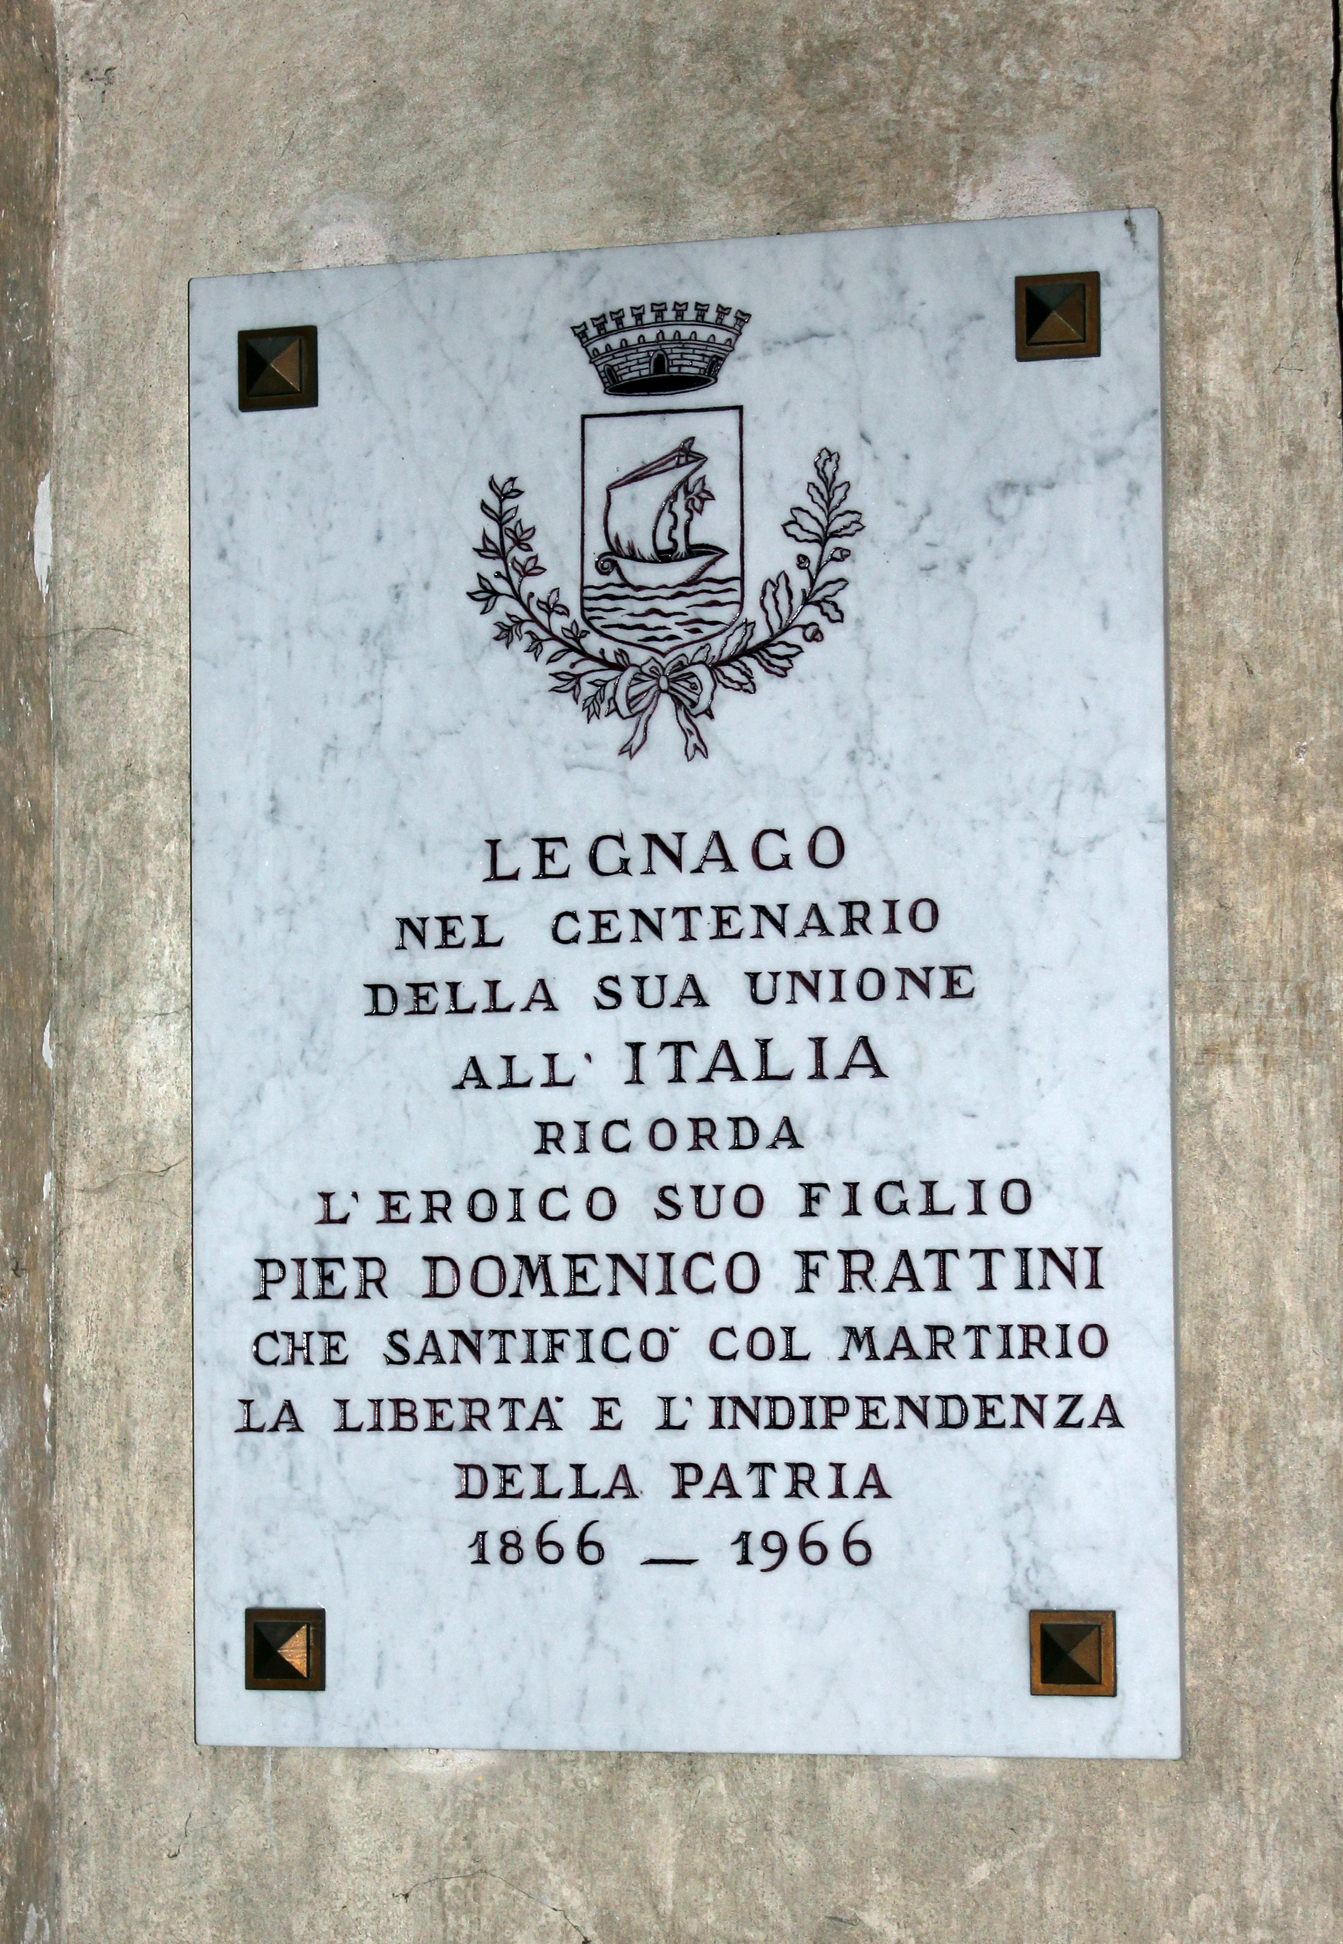 LEGNAGO
NEL CENTENARIO
DELLA SUA UNIONE
ALL' ITALIA
RICORDA
L'EROICO SUO FIGLIO
PIER DOMENICO FRATTINI
CHE SANTIFICO' COL MARTIRIO
LA LIBERTA' E L'INDIPENDENZA
DELLA PATRIA
1866 — 1966